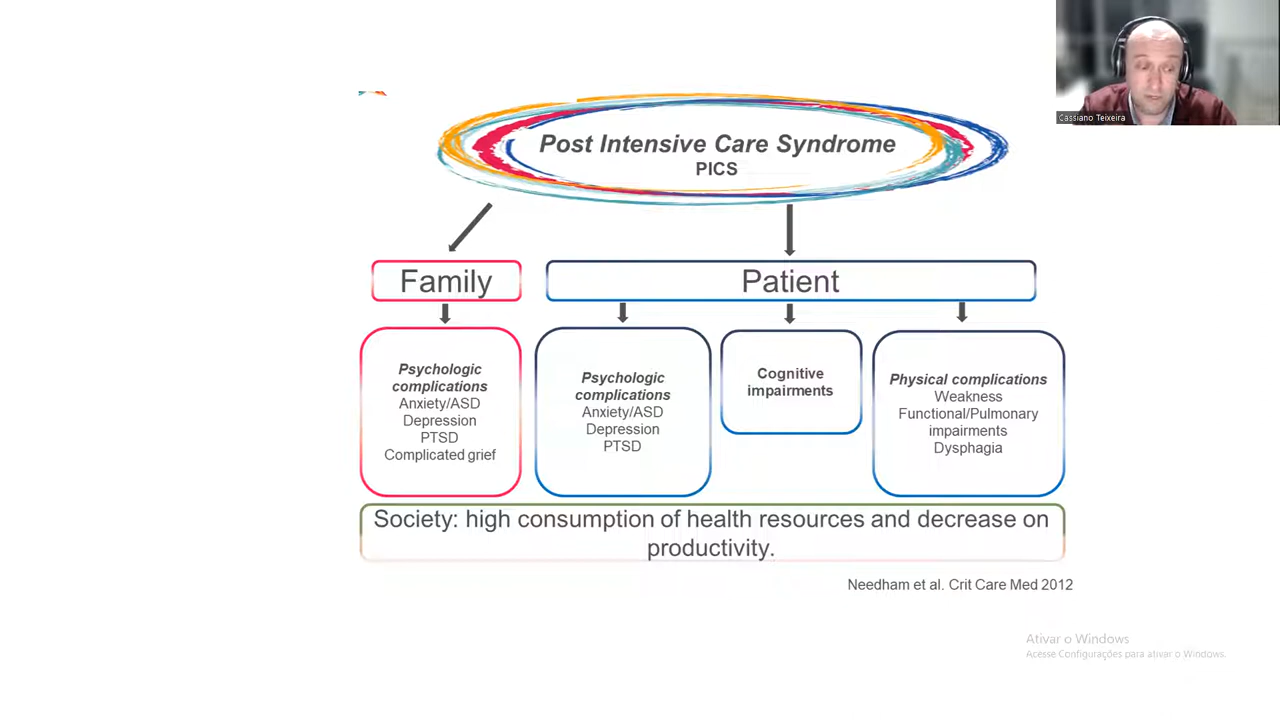 Cassiano Teixeira
Post Intensive Care Syndrome
PICS
Family
Patient
Psychologic
complications
Anxiety/ASD
Depression
PTSD
Complicated grief
Psychologic
complications
Anxiety/ASD
Depression
PTSD
Cognitive
impairments
Physical complications
Weakness
Functional/Pulmonary
impairments
Dysphagia
Society: high consumption of health resources and decrease on
productivity.
Needham et al. Crit Care Med 2012
Ativar o Windows
Acesse Configurações para ativar o Windows.